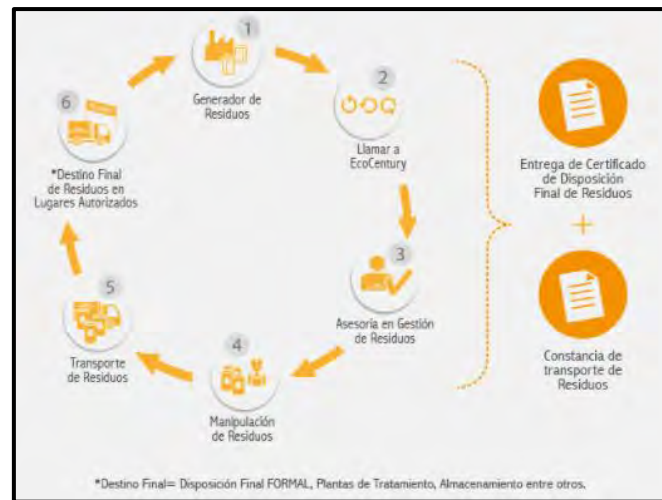 1
Generador de
Residuos
2
Llamar a
EcoCentury
3
Asesoria en Gestión
de Residuos
4
Manipulación
de Residuos
5
Transporte
de Residuos
6
*Destino Final
de Residuos en
Lugares Autorizados
Entrega de Certificado
de Disposición
Final de Residuos
+
Constancia de
transporte de
Residuos
*Destino Final= Disposición Final FORMAL, Plantas de Tratamiento, Almacenamiento entre otros.